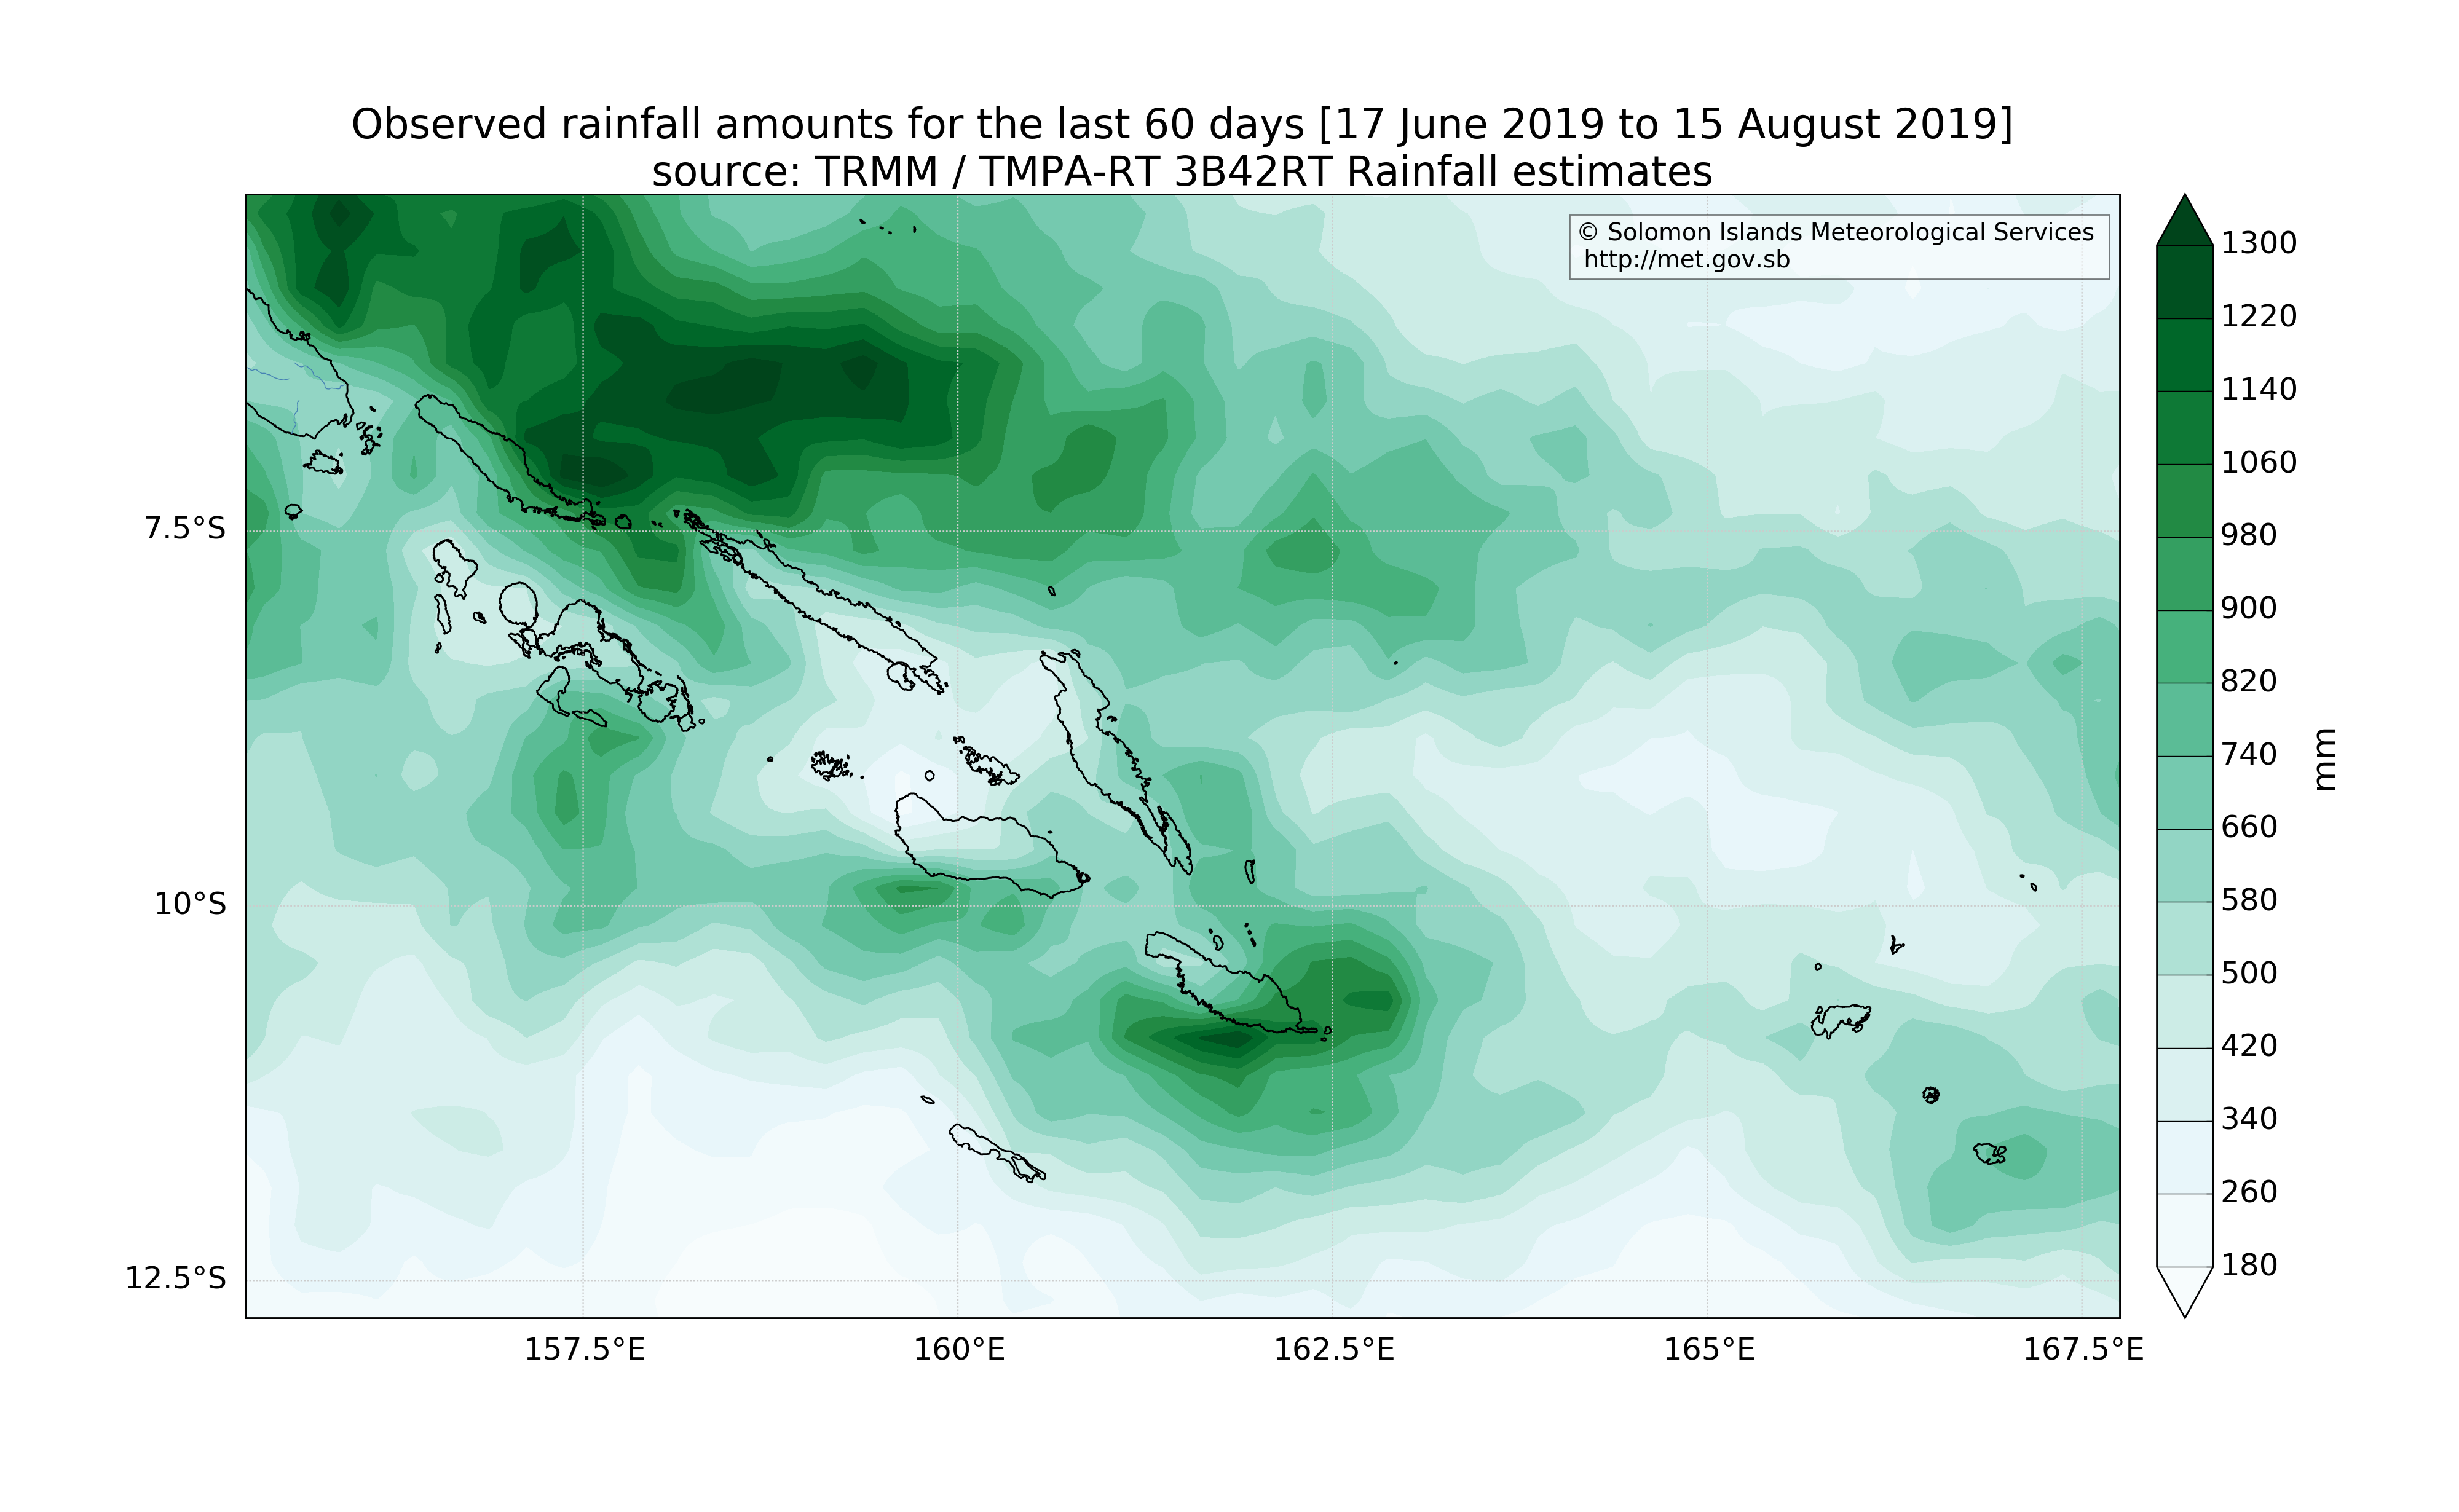 Observed rainfall amounts for the last 60 days [17 June 2019 to 15 August 2019]
source: TRMM / TMPA-RT 3B42RT Rainfall estimates
© Solomon Islands Meteorological Services
http://met.gov.sb
7.5°S
10°S
12.5°S
157.5°E
160°E
162.5°E
165°E
167.5°E
1300
1220
1140
1060
980
900
820
740
660
580
500
420
340
260
180
mm